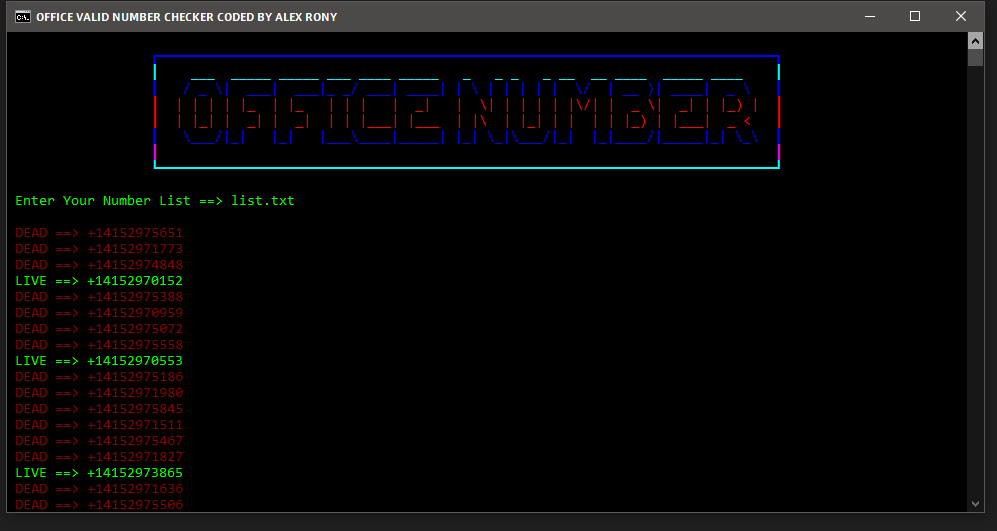 OFFICE VALID NUMBER CHECKER CODED BY ALEX RONY
OFFICE NUMBER
Enter Your Number List ==> list.txt
DEAD ==> +14152975651
DEAD ==> +14152971773
DEAD ==> +14152974848
LIVE ==> +14152970152
DEAD ==> +14152975388
DEAD ==> +14152970959
DEAD ==> +14152975072
DEAD ==> +14152975558
LIVE ==> +14152970553
DEAD ==> +14152975186
DEAD ==> +14152971980
DEAD ==> +14152975845
DEAD ==> +14152971511
DEAD ==> +14152975467
DEAD ==> +14152971827
LIVE ==> +14152973865
DEAD ==> +14152971636
DEAD ==> +14152975506